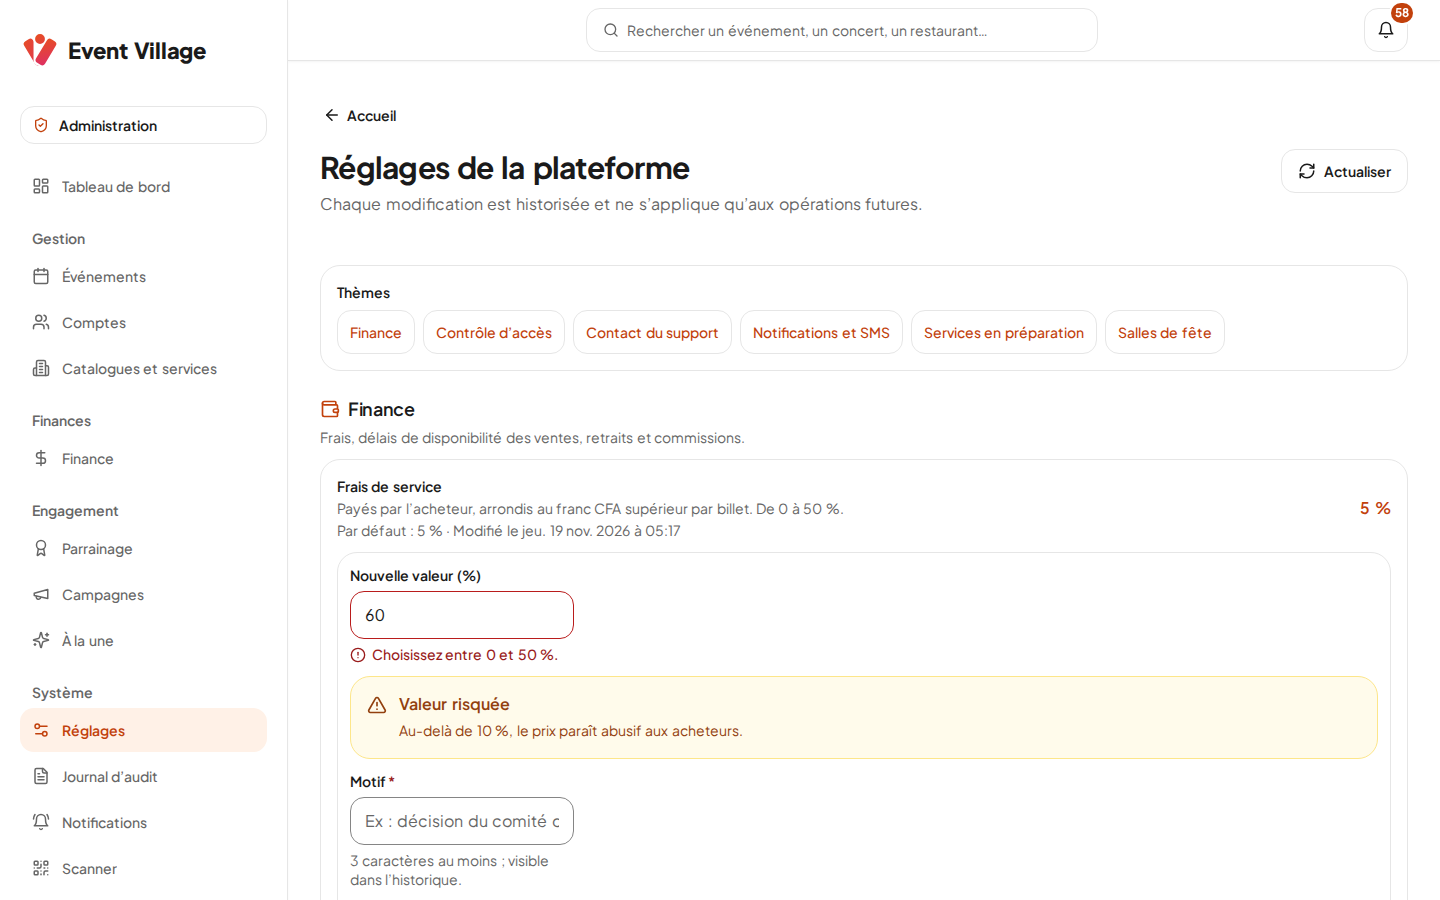 Event Village
Rechercher un événement, un concert, un restaurant…
58
Administration
Tableau de bord
Gestion
Événements
Comptes
Catalogues et services
Finances
Finance
Engagement
Parrainage
Campagnes
À la une
Système
Réglages
Journal d’audit
Notifications
Scanner
Accueil
Réglages de la plateforme
Actualiser
Chaque modification est historisée et ne s’applique qu’aux opérations futures.
Thèmes
Finance
Contrôle d’accès
Contact du support
Notifications et SMS
Services en préparation
Salles de fête
Finance
Frais, délais de disponibilité des ventes, retraits et commissions.
Frais de service
Payés par l’acheteur, arrondis au franc CFA supérieur par billet. De 0 à 50 %.
5 %
Par défaut : 5 % · Modifié le jeu. 19 nov. 2026 à 05:17
Nouvelle valeur (%)
60
Choisissez entre 0 et 50 %.
Valeur risquée
Au-delà de 10 %, le prix paraît abusif aux acheteurs.
Motif *
Ex : décision du comité
3 caractères au moins ; visible
dans l’historique.